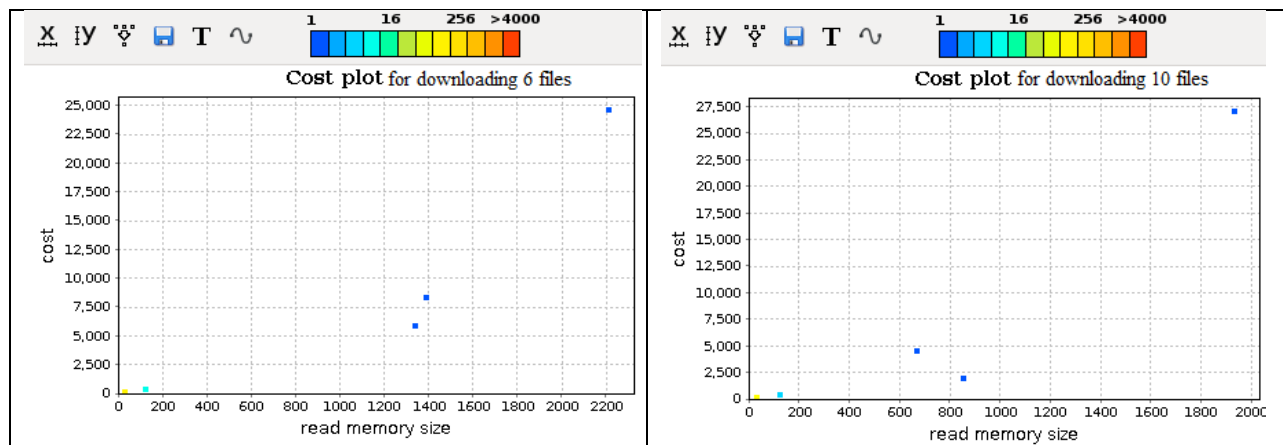 1 16 256 >4000
X Y T
Cost plot for downloading 6 files
25,000
22,500
20,000
17,500
15,000
12,500
10,000
7,500
5,000
2,500
0
cost
0 200 400 600 800 1000 1200 1400 1600 1800 2000 2200
read memory size
1 16 256 >4000
X Y T
Cost plot for downloading 10 files
27,500
25,000
22,500
20,000
17,500
15,000
12,500
10,000
7,500
5,000
2,500
0
cost
0 200 400 600 800 1000 1200 1400 1600 1800 2000
read memory size